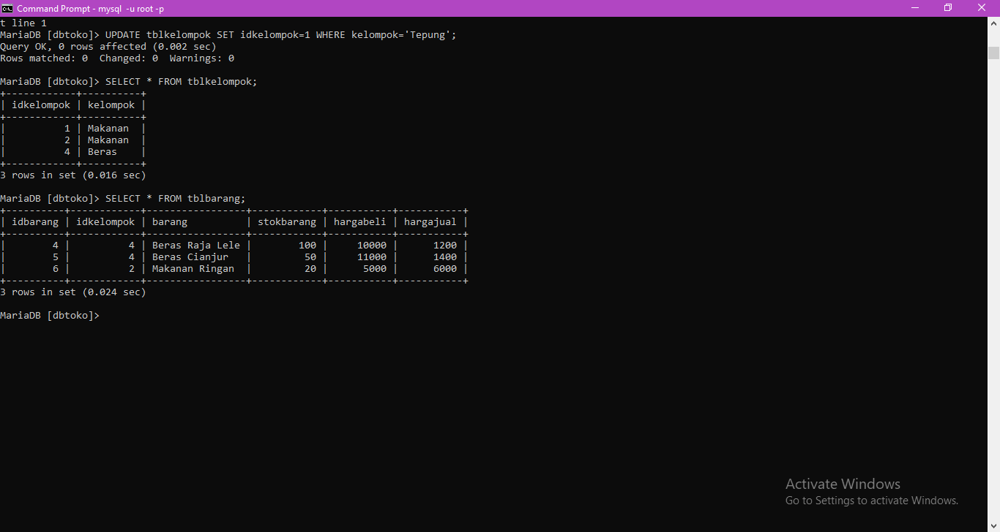 Command Prompt - mysql -u root -p
t line 1
MariaDB [dbtoko]> UPDATE tblkelompok SET idkelompok=1 WHERE kelompok='Tepung';
Query OK, 0 rows affected (0.002 sec)
Rows matched: 0  Changed: 0  Warnings: 0

MariaDB [dbtoko]> SELECT * FROM tblkelompok;
+------------+----------+
| idkelompok | kelompok |
+------------+----------+
|          1 | Makanan  |
|          2 | Makanan  |
|          4 | Beras    |
+------------+----------+
3 rows in set (0.016 sec)

MariaDB [dbtoko]> SELECT * FROM tblbarang;
+----------+------------+-----------------+------------+-----------+-----------+
| idbarang | idkelompok | barang          | stokbarang | hargabeli | hargajual |
+----------+------------+-----------------+------------+-----------+-----------+
|        4 |          4 | Beras Raja Lele |        100 |     10000 |      1200 |
|        5 |          4 | Beras Cianjur   |         50 |     11000 |      1400 |
|        6 |          2 | Makanan Ringan  |         20 |      5000 |      6000 |
+----------+------------+-----------------+------------+-----------+-----------+
3 rows in set (0.024 sec)

MariaDB [dbtoko]>
Activate Windows
Go to Settings to activate Windows.